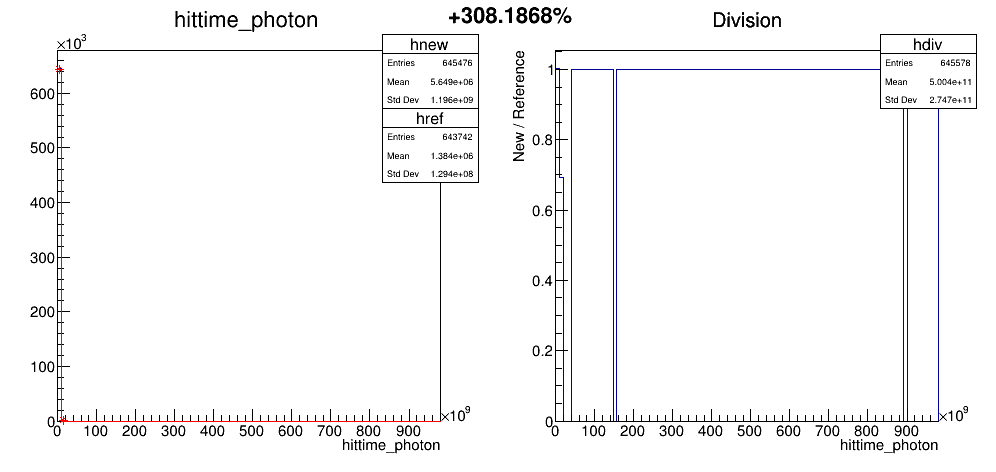 +308.1868%
hittime_photon
×10³
hnew
Entries 645476
Mean 5.649e+06
Std Dev 1.196e+09
href
Entries 643742
Mean 1.384e+06
Std Dev 1.294e+08
600
500
400
300
200
100
0
0 100 200 300 400 500 600 700 800 900
×10⁹
hittime_photon
Division
hdiv
Entries 645578
Mean 5.004e+11
Std Dev 2.747e+11
New / Reference
1
0.8
0.6
0.4
0.2
0
0 100 200 300 400 500 600 700 800 900
×10⁹
hittime_photon